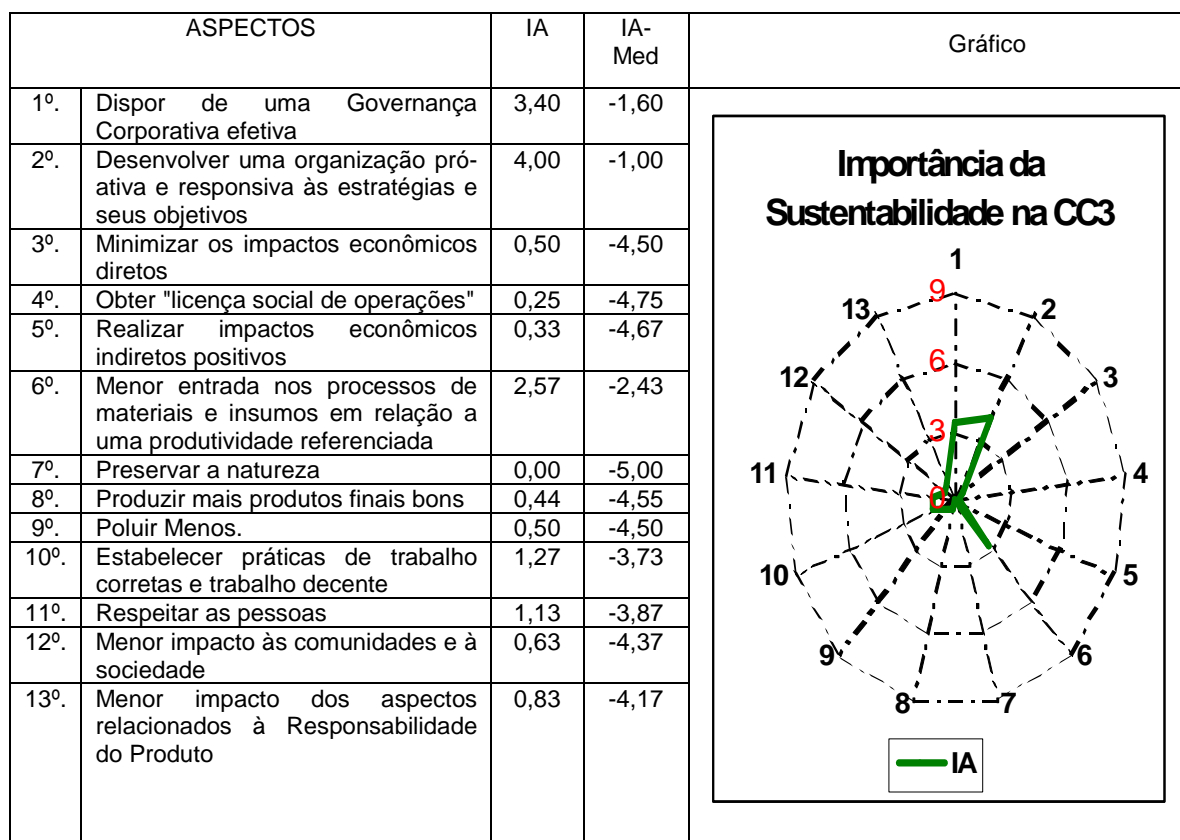 ASPECTOS IA IA-
Med Gráfico
1º. Dispor de uma Governança 3,40 -1,60
Corporativa efetiva
2º. Desenvolver uma organização pró- 4,00 -1,00
ativa e responsiva às estratégias e
seus objetivos
3º. Minimizar os impactos econômicos 0,50 -4,50
diretos
4º. Obter "licença social de operações" 0,25 -4,75
5º. Realizar impactos econômicos 0,33 -4,67
indiretos positivos
6º. Menor entrada nos processos de 2,57 -2,43
materiais e insumos em relação a
uma produtividade referenciada
7º. Preservar a natureza 0,00 -5,00
8º. Produzir mais produtos finais bons 0,44 -4,55
9º. Poluir Menos. 0,50 -4,50
10º. Estabelecer práticas de trabalho 1,27 -3,73
corretas e trabalho decente
11º. Respeitar as pessoas 1,13 -3,87
12º. Menor impacto às comunidades e à 0,63 -4,37
sociedade
13º. Menor impacto dos aspectos 0,83 -4,17
relacionados à Responsabilidade
do Produto
Importância da
Sustentabilidade na CC3
1
9
13 2
6
12 3
3
11 4
0
10 5
9 6
8 7
IA